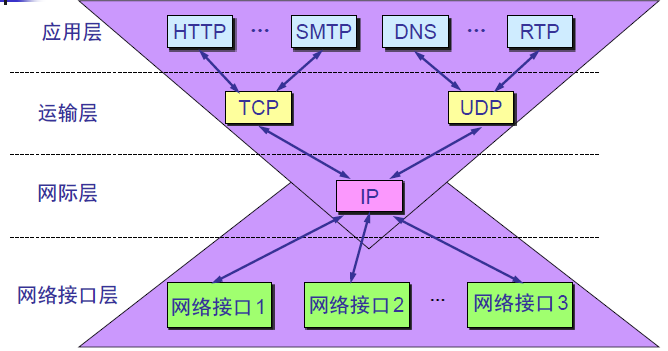 应用层
HTTP … SMTP DNS … RTP
运输层
TCP UDP
网际层
IP
网络接口层
网络接口 1 网络接口 2 … 网络接口 3